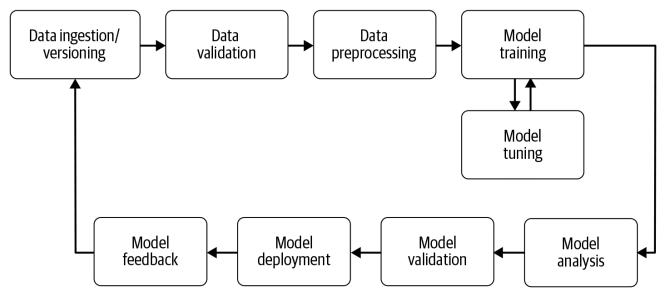 Data ingestion/
versioning
Data
validation
Data
preprocessing
Model
training
Model
tuning
Model
feedback
Model
deployment
Model
validation
Model
analysis